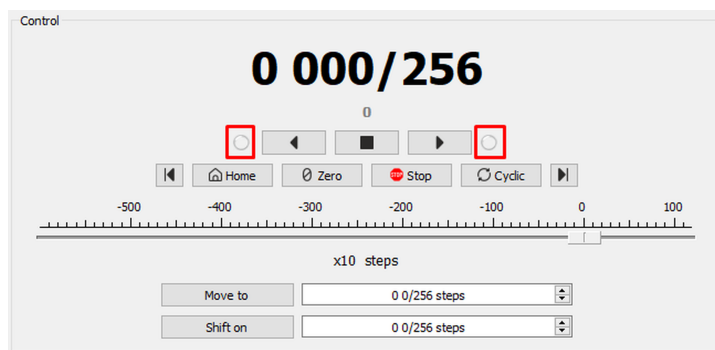 Control
0 000/256
0
Home Zero Stop Cyclic
-500 -400 -300 -200 -100 0 100
x10 steps
Move to 0 0/256 steps
Shift on 0 0/256 steps